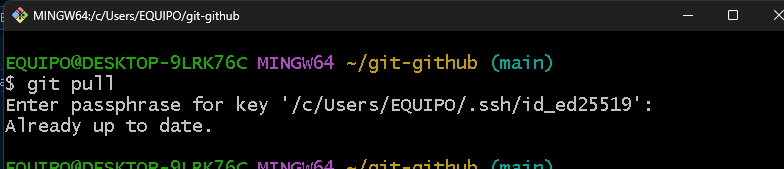 MINGW64:/c/Users/EQUIPO/git-github
EQUIPO@DESKTOP-9LRK76C MINGW64 ~/git-github (main)
$ git pull
Enter passphrase for key '/c/Users/EQUIPO/.ssh/id_ed25519':
Already up to date.
EQUIPO@DESKTOP-9LRK76C MINGW64 ~/git-github (main)